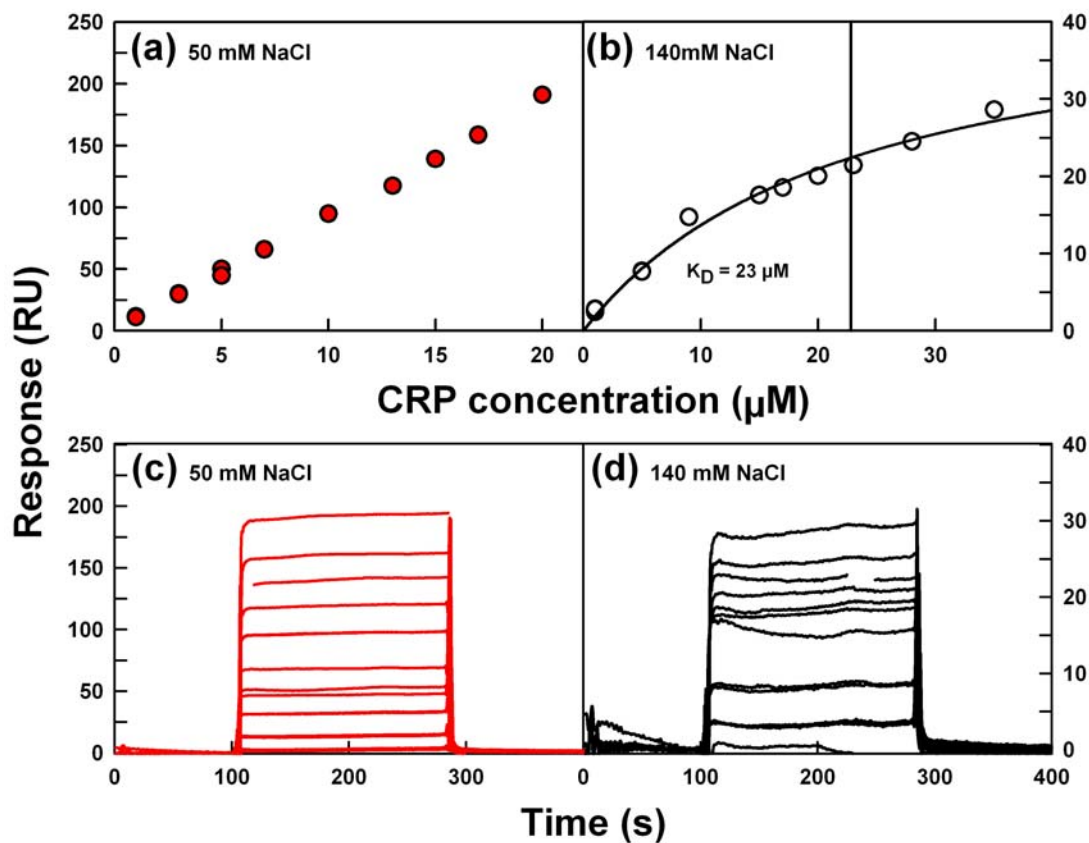 (a) 50 mM NaCl
(b) 140mM NaCl
250
200
150
100
50
0
40
30
20
10
0
K_D = 23 µM
0 5 10 15 20
0 10 20 30
Response (RU)
CRP concentration (µM)
(c) 50 mM NaCl
(d) 140 mM NaCl
250
200
150
100
50
0
40
30
20
10
0
0 100 200 300
0 100 200 300 400
Time (s)